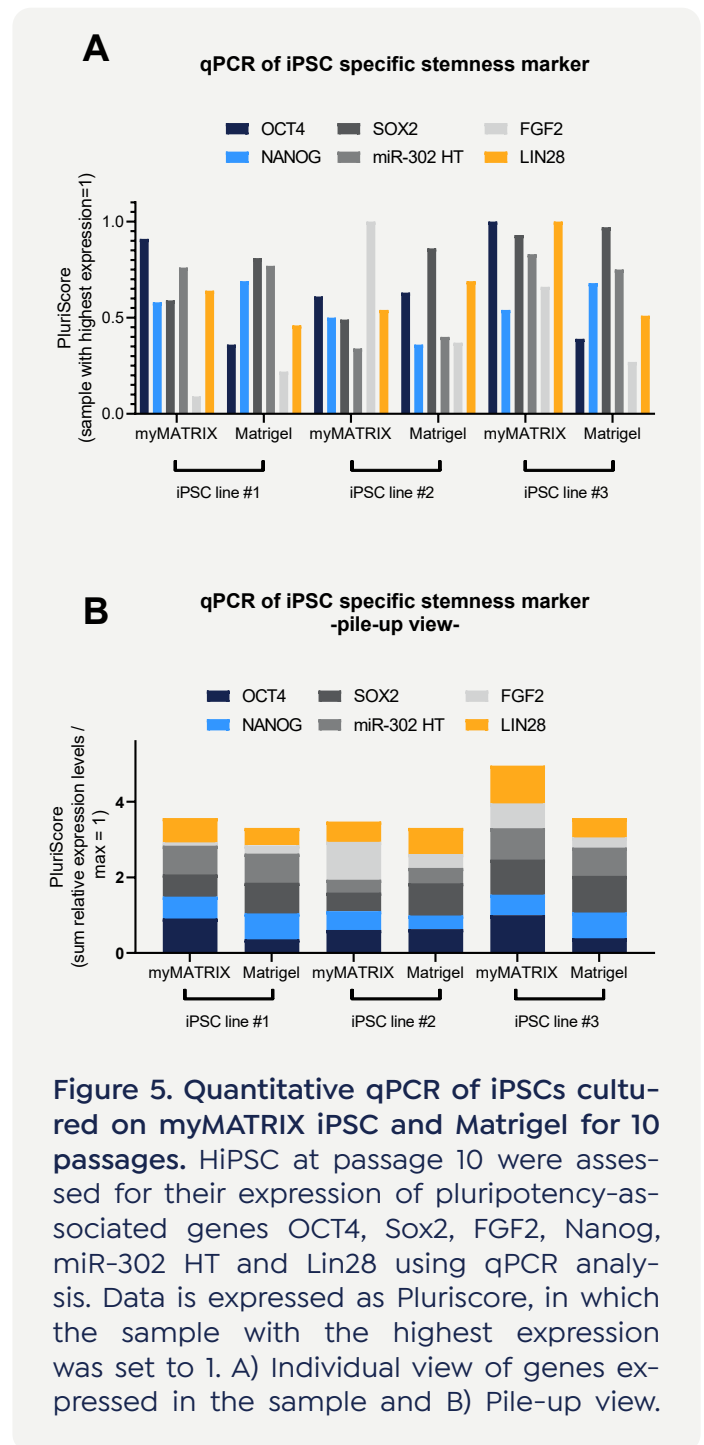 A
qPCR of iPSC specific stemness marker
OCT4 SOX2 FGF2
NANOG miR-302 HT LIN28
PluriScore
(sample with highest expression=1)
1.0
0.5
0.0
myMATRIX Matrigel myMATRIX Matrigel myMATRIX Matrigel
iPSC line #1 iPSC line #2 iPSC line #3
B
qPCR of iPSC specific stemness marker
-pile-up view-
OCT4 SOX2 FGF2
NANOG miR-302 HT LIN28
PluriScore
(sum relative expression levels /
max = 1)
4
2
0
myMATRIX Matrigel myMATRIX Matrigel myMATRIX Matrigel
iPSC line #1 iPSC line #2 iPSC line #3
Figure 5. Quantitative qPCR of iPSCs cultu-
red on myMATRIX iPSC and Matrigel for 10
passages. HiPSC at passage 10 were asses-
sed for their expression of pluripotency-as-
sociated genes OCT4, Sox2, FGF2, Nanog,
miR-302 HT and Lin28 using qPCR analy-
sis. Data is expressed as Pluriscore, in which
the sample with the highest expression
was set to 1. A) Individual view of genes ex-
pressed in the sample and B) Pile-up view.